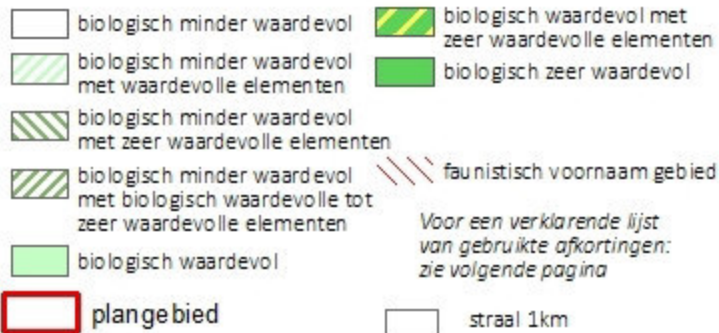 biologisch minder waardevol
biologisch minder waardevol
met waardevolle elementen
biologisch minder waardevol
met zeer waardevolle elementen
biologisch minder waardevol
met biologisch waardevolle tot
zeer waardevolle elementen
biologisch waardevol
plangebied
biologisch waardevol met
zeer waardevolle elementen
biologisch zeer waardevol
faunistisch voornaam gebied
Voor een verklarende lijst
van gebruikte afkortingen:
zie volgende pagina
straal 1km